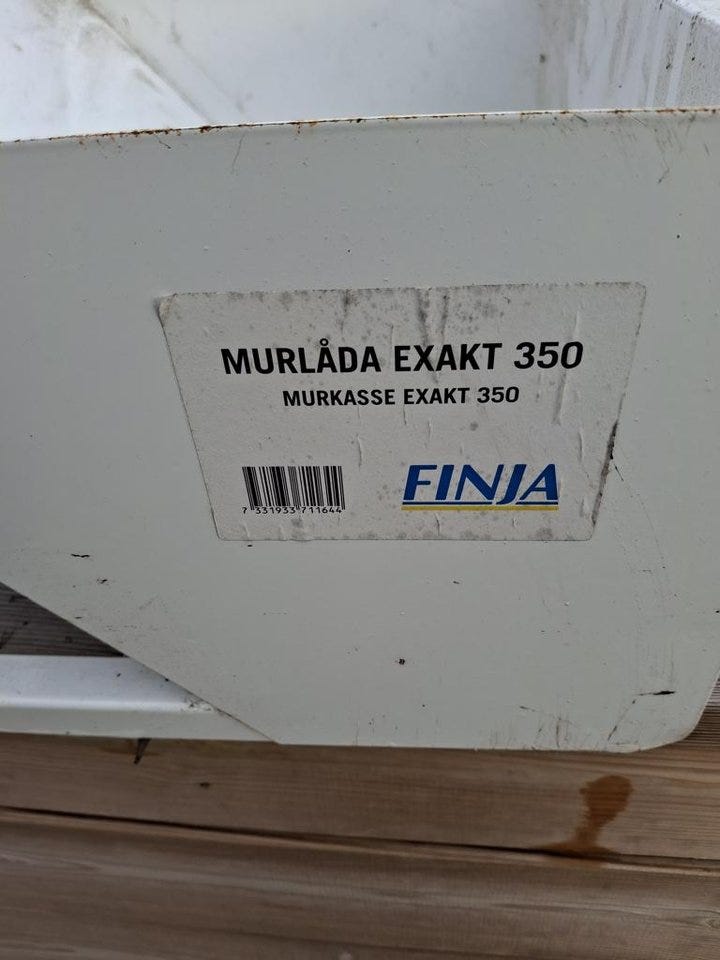 MURLÅDA EXAKT 350
MURKASSE EXAKT 350
FINJA
7 331933 711644